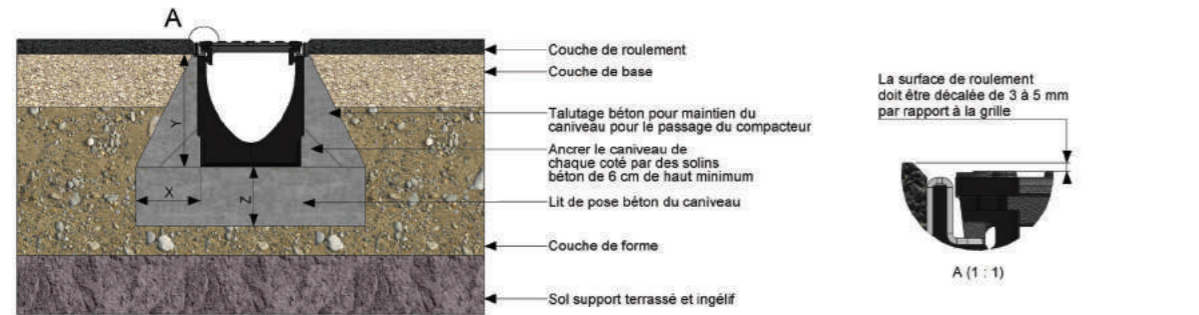 A
Couche de roulement
Couche de base
Talutage béton pour maintien du
caniveau pour le passage du compacteur
Ancrer le caniveau de
chaque coté par des solins
béton de 6 cm de haut minimum
Lit de pose béton du caniveau
Couche de forme
Sol support terrassé et ingélif
Y
X
Z
La surface de roulement
doit être décalée de 3 à 5 mm
par rapport à la grille
A (1 : 1)